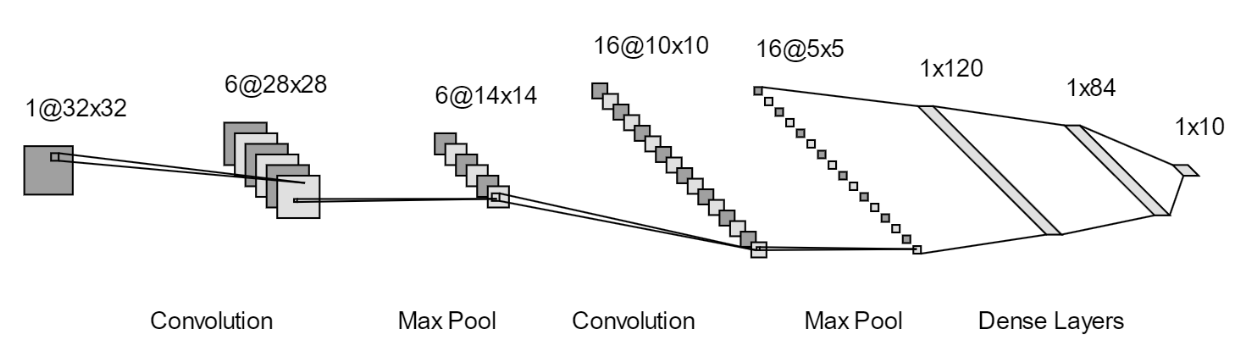 1@32x32
6@28x28
6@14x14
16@10x10
16@5x5
1x120
1x84
1x10
Convolution
Max Pool
Convolution
Max Pool
Dense Layers